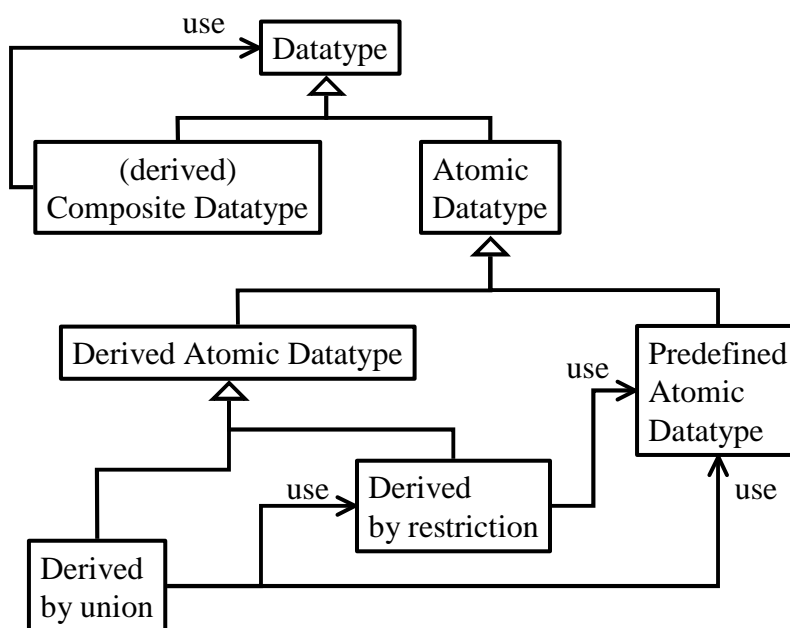 use
Datatype
(derived)
Composite Datatype
Atomic
Datatype
Derived Atomic Datatype
use
Predefined
Atomic
Datatype
use
Derived
by restriction
use
Derived
by union